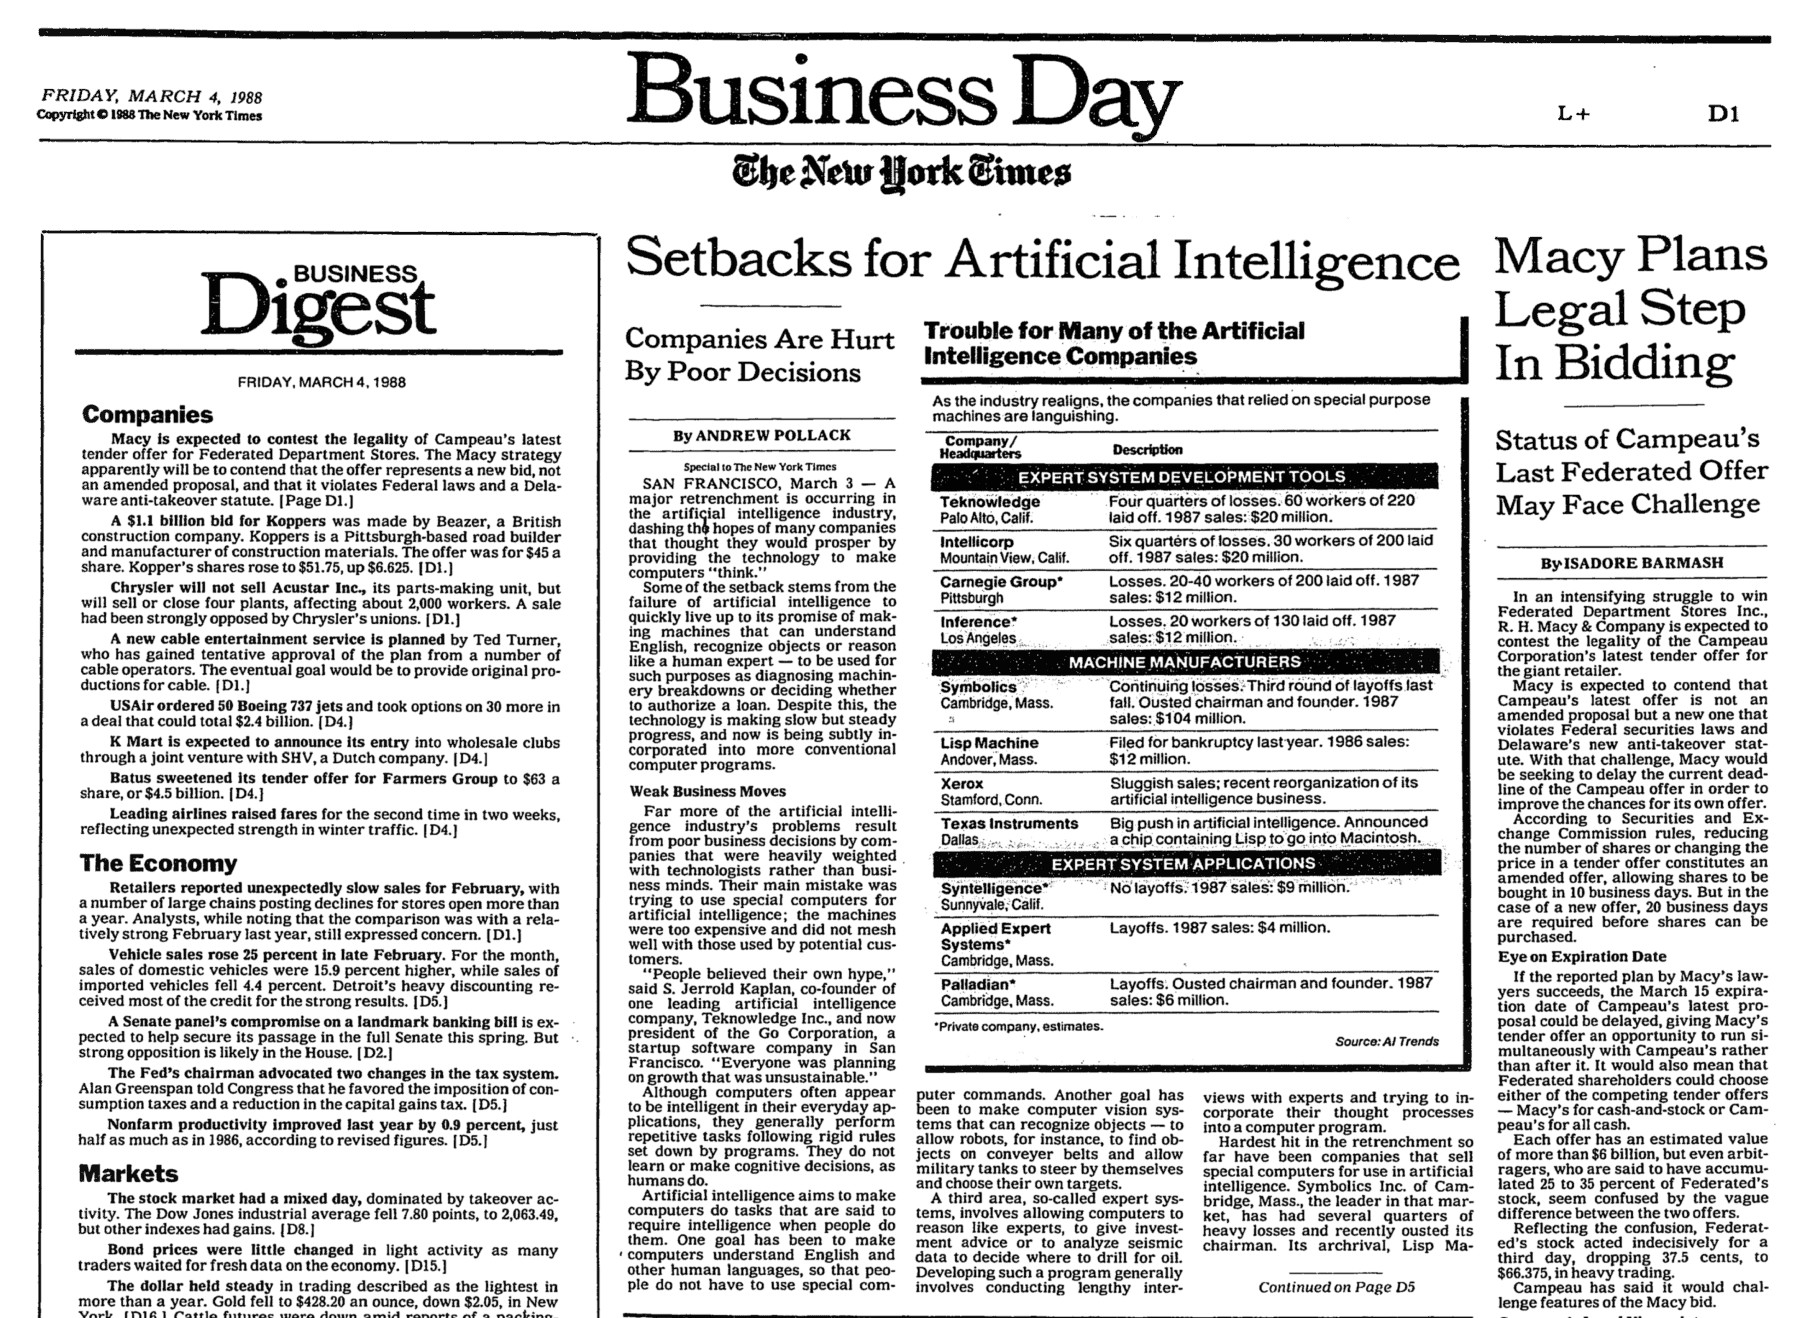 FRIDAY, MARCH 4, 1988
Copyright © 1988 The New York Times
Business Day
L+
D1
The New York Times
BUSINESS
Digest
FRIDAY, MARCH 4, 1988
Companies
Macy is expected to contest the legality of Campeau's latest
tender offer for Federated Department Stores. The Macy strategy
apparently will be to contend that the offer represents a new bid, not
an amended proposal, and that it violates Federal laws and a Dela-
ware anti-takeover statute. [Page D1.]
A $1.1 billion bid for Koppers was made by Beazer, a British
construction company. Koppers is a Pittsburgh-based road builder
and manufacturer of construction materials. The offer was for $45 a
share. Kopper's shares rose to $51.75, up $6.625. [D1.]
Chrysler will not sell Acustar Inc., its parts-making unit, but
will sell or close four plants, affecting about 2,000 workers. A sale
had been strongly opposed by Chrysler's unions. [D1.]
A new cable entertainment service is planned by Ted Turner,
who has gained tentative approval of the plan from a number of
cable operators. The eventual goal would be to provide original pro-
ductions for cable. [D1.]
USAir ordered 50 Boeing 737 jets and took options on 30 more in
a deal that could total $2.4 billion. [D4.]
K Mart is expected to announce its entry into wholesale clubs
through a joint venture with SHV, a Dutch company. [D4.]
Batus sweetened its tender offer for Farmers Group to $63 a
share, or $4.5 billion. [D4.]
Leading airlines raised fares for the second time in two weeks,
reflecting unexpected strength in winter traffic. [D4.]
The Economy
Retailers reported unexpectedly slow sales for February, with
a number of large chains posting declines for stores open more than
a year. Analysts, while noting that the comparison was with a rela-
tively strong February last year, still expressed concern. [D1.]
Vehicle sales rose 25 percent in late February. For the month,
sales of domestic vehicles were 15.9 percent higher, while sales of
imported vehicles fell 4.4 percent. Detroit's heavy discounting re-
ceived most of the credit for the strong results. [D5.]
A Senate panel's compromise on a landmark banking bill is ex-
pected to help secure its passage in the full Senate this spring. But
strong opposition is likely in the House. [D2.]
The Fed's chairman advocated two changes in the tax system.
Alan Greenspan told Congress that he favored the imposition of con-
sumption taxes and a reduction in the capital gains tax. [D5.]
Nonfarm productivity improved last year by 0.9 percent, just
half as much as in 1986, according to revised figures. [D5.]
Markets
The stock market had a mixed day, dominated by takeover ac-
tivity. The Dow Jones industrial average fell 7.80 points, to 2,063.49,
but other indexes had gains. [D8.]
Bond prices were little changed in light activity as many
traders waited for fresh data on the economy. [D15.]
The dollar held steady in trading described as the lightest in
more than a year. Gold fell to $428.20 an ounce, down $2.05, in New
York. [D16.] Cattle futures were down amid reports of a packing-
Setbacks for Artificial Intelligence
Companies Are Hurt
By Poor Decisions
By ANDREW POLLACK
Special to The New York Times
SAN FRANCISCO, March 3 — A
major retrenchment is occurring in
the artificial intelligence industry,
dashing the hopes of many companies
that thought they would prosper by
providing the technology to make
computers "think."
Some of the setback stems from the
failure of artificial intelligence to
quickly live up to its promise of mak-
ing machines that can understand
English, recognize objects or reason
like a human expert — to be used for
such purposes as diagnosing machin-
ery breakdowns or deciding whether
to authorize a loan. Despite this, the
technology is making slow but steady
progress, and now is being subtly in-
corporated into more conventional
computer programs.
Weak Business Moves
Far more of the artificial intelli-
gence industry's problems result
from poor business decisions by com-
panies that were heavily weighted
with technologists rather than busi-
ness minds. Their main mistake was
trying to use special computers for
artificial intelligence; the machines
were too expensive and did not mesh
well with those used by potential cus-
tomers.
"People believed their own hype,"
said S. Jerrold Kaplan, co-founder of
one leading artificial intelligence
company, Teknowledge Inc., and now
president of the Go Corporation, a
startup software company in San
Francisco. "Everyone was planning
on growth that was unsustainable."
Although computers often appear
to be intelligent in their everyday ap-
plications, they generally perform
repetitive tasks following rigid rules
set down by programs. They do not
learn or make cognitive decisions, as
humans do.
Artificial intelligence aims to make
computers do tasks that are said to
require intelligence when people do
them. One goal has been to make
computers understand English and
other human languages, so that peo-
ple do not have to use special com-
Trouble for Many of the Artificial
Intelligence Companies
As the industry realigns, the companies that relied on special purpose
machines are languishing.
Company/
Headquarters
Description
EXPERT SYSTEM DEVELOPMENT TOOLS
Teknowledge Four quarters of losses. 60 workers of 220
Palo Alto, Calif. laid off. 1987 sales: $20 million.
Intellicorp Six quarters of losses. 30 workers of 200 laid
Mountain View, Calif. off. 1987 sales: $20 million.
Carnegie Group* Losses. 20-40 workers of 200 laid off. 1987
Pittsburgh sales: $12 million.
Inference* Losses. 20 workers of 130 laid off. 1987
Los Angeles sales: $12 million.
MACHINE MANUFACTURERS
Symbolics Continuing losses. Third round of layoffs last
Cambridge, Mass. fall. Ousted chairman and founder. 1987
sales: $104 million.
Lisp Machine Filed for bankruptcy last year. 1986 sales:
Andover, Mass. $12 million.
Xerox Sluggish sales; recent reorganization of its
Stamford, Conn. artificial intelligence business.
Texas Instruments Big push in artificial intelligence. Announced
Dallas a chip containing Lisp to go into Macintosh.
EXPERT SYSTEM APPLICATIONS
Syntelligence* No layoffs. 1987 sales: $9 million.
Sunnyvale, Calif.
Applied Expert Layoffs. 1987 sales: $4 million.
Systems*
Cambridge, Mass.
Palladian* Layoffs. Ousted chairman and founder. 1987
Cambridge, Mass. sales: $6 million.
*Private company, estimates.
Source: AI Trends
puter commands. Another goal has
been to make computer vision sys-
tems that can recognize objects — to
allow robots, for instance, to find ob-
jects on conveyer belts and allow
military tanks to steer by themselves
and choose their own targets.
A third area, so-called expert sys-
tems, involves allowing computers to
reason like experts, to give invest-
ment advice or to analyze seismic
data to decide where to drill for oil.
Developing such a program generally
involves conducting lengthy inter-
views with experts and trying to in-
corporate their thought processes
into a computer program.
Hardest hit in the retrenchment so
far have been companies that sell
special computers for use in artificial
intelligence. Symbolics Inc. of Cam-
bridge, Mass., the leader in that mar-
ket, has had several quarters of
heavy losses and recently ousted its
chairman. Its archrival, Lisp Ma-
Continued on Page D5
Macy Plans
Legal Step
In Bidding
Status of Campeau's
Last Federated Offer
May Face Challenge
By ISADORE BARMASH
In an intensifying struggle to win
Federated Department Stores Inc.,
R. H. Macy & Company is expected to
contest the legality of the Campeau
Corporation's latest tender offer for
the giant retailer.
Macy is expected to contend that
Campeau's latest offer is not an
amended proposal but a new one that
violates Federal securities laws and
Delaware's new anti-takeover stat-
ute. With that challenge, Macy would
be seeking to delay the current dead-
line of the Campeau offer in order to
improve the chances for its own offer.
According to Securities and Ex-
change Commission rules, reducing
the number of shares or changing the
price in a tender offer constitutes an
amended offer, allowing shares to be
bought in 10 business days. But in the
case of a new offer, 20 business days
are required before shares can be
purchased.
Eye on Expiration Date
If the reported plan by Macy's law-
yers succeeds, the March 15 expira-
tion date of Campeau's latest pro-
posal could be delayed, giving Macy's
tender offer an opportunity to run si-
multaneously with Campeau's rather
than after it. It would also mean that
Federated shareholders could choose
either of the competing tender offers
— Macy's for cash-and-stock or Cam-
peau's for all cash.
Each offer has an estimated value
of more than $6 billion, but even arbit-
ragers, who are said to have accumu-
lated 25 to 35 percent of Federated's
stock, seem confused by the vague
difference between the two offers.
Reflecting the confusion, Federat-
ed's stock acted indecisively for a
third day, dropping 37.5 cents, to
$66.375, in heavy trading.
Campeau has said it would chal-
lenge features of the Macy bid.